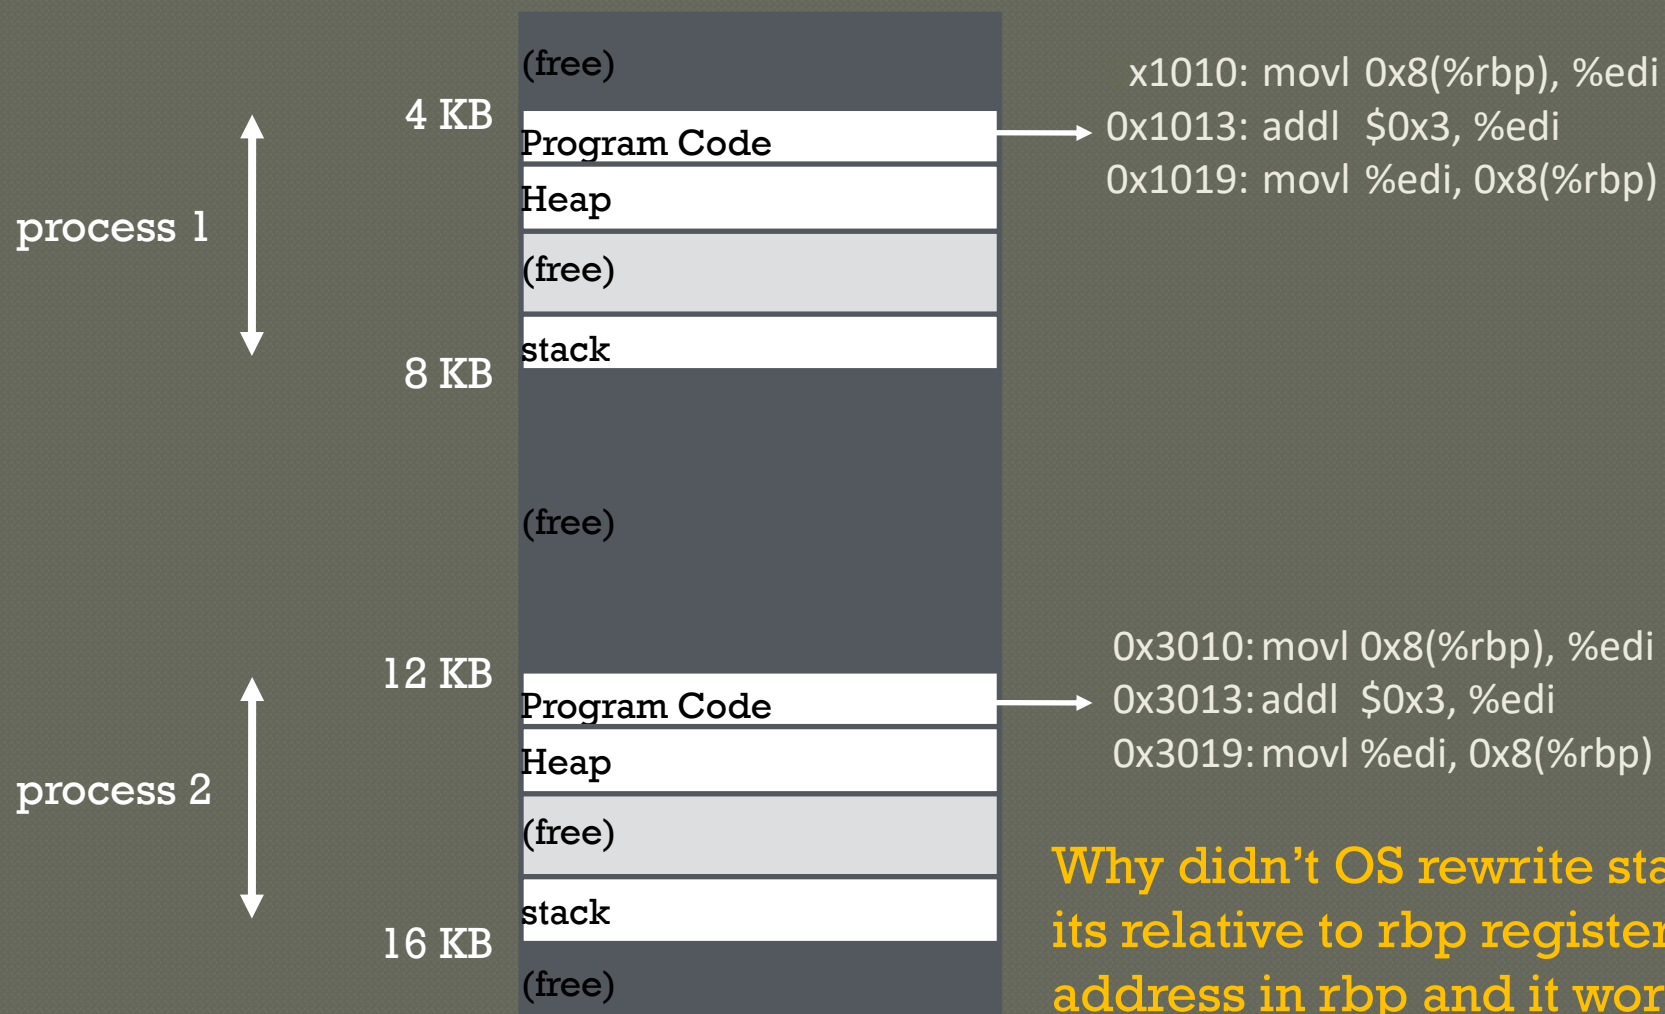 (free)
4 KB
Program Code
Heap
process 1
(free)
stack
8 KB
x1010: movl 0x8(%rbp), %edi
0x1013: addl $0x3, %edi
0x1019: movl %edi, 0x8(%rbp)
(free)
12 KB
Program Code
Heap
process 2
(free)
stack
16 KB
(free)
0x3010: movl 0x8(%rbp), %edi
0x3013: addl $0x3, %edi
0x3019: movl %edi, 0x8(%rbp)
Why didn't OS rewrite
its relative to rbp register
address in rbp and it